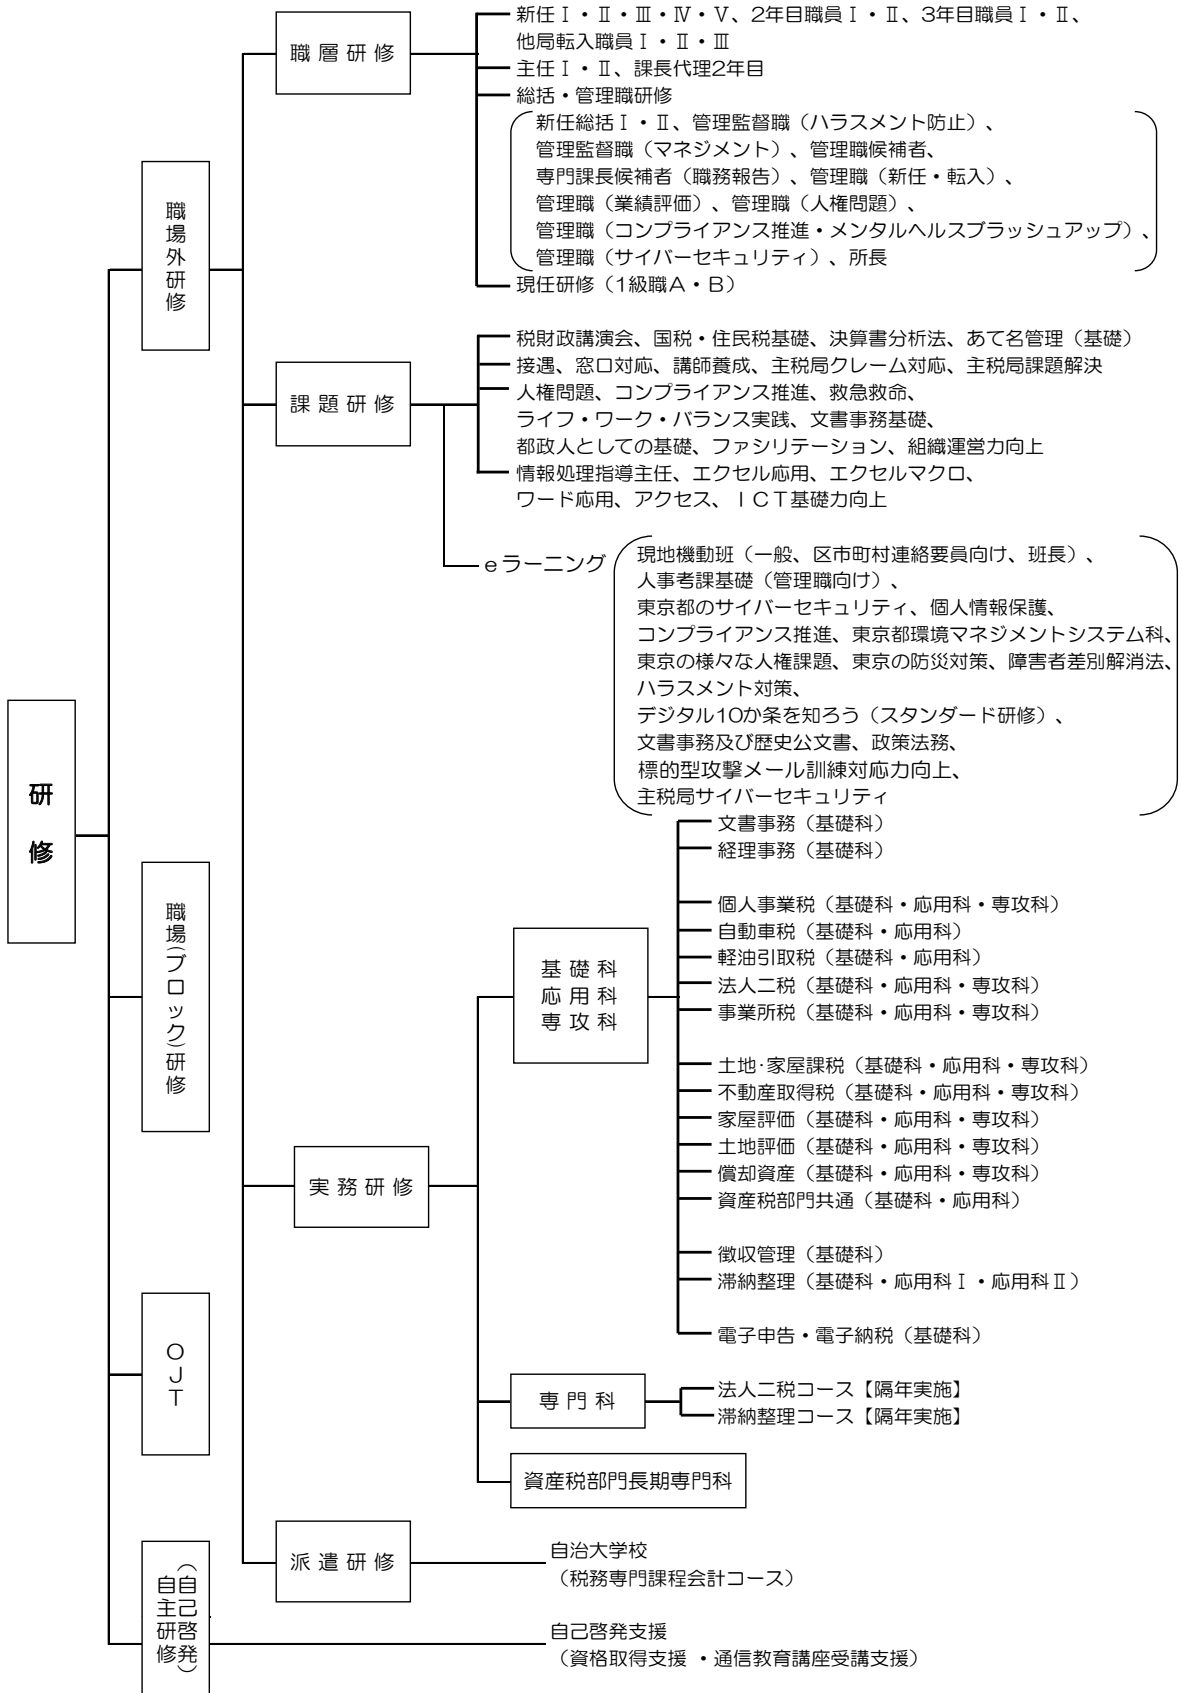 研修
職場外研修
職層研修
新任Ⅰ・Ⅱ・Ⅲ・Ⅳ・Ⅴ、2年目職員Ⅰ・Ⅱ、3年目職員Ⅰ・Ⅱ、
他局転入職員Ⅰ・Ⅱ・Ⅲ
主任Ⅰ・Ⅱ、課長代理2年目
総括・管理職研修
新任総括Ⅰ・Ⅱ、管理監督職（ハラスメント防止）、
管理監督職（マネジメント）、管理職候補者、
専門課長候補者（職務報告）、管理職（新任・転入）、
管理職（業績評価）、管理職（人権問題）、
管理職（コンプライアンス推進・メンタルヘルスブラッシュアップ）、
管理職（サイバーセキュリティ）、所長
現任研修（1級職A・B）
課題研修
税財政講演会、国税・住民税基礎、決算書分析法、あて名管理（基礎）
接遇、窓口対応、講師養成、主税局クレーム対応、主税局課題解決
人権問題、コンプライアンス推進、救急救命、
ライフ・ワーク・バランス実践、文書事務基礎、
都政人としての基礎、ファシリテーション、組織運営力向上
情報処理指導主任、エクセル応用、エクセルマクロ、
ワード応用、アクセス、ICT基礎力向上
eラーニング
現地機動班（一般、区市町村連絡要員向け、班長）、
人事考課基礎（管理職向け）、
東京都のサイバーセキュリティ、個人情報保護、
コンプライアンス推進、東京都環境マネジメントシステム科、
東京の様々な人権課題、東京の防災対策、障害者差別解消法、
ハラスメント対策、
デジタル10か条を知ろう（スタンダード研修）、
文書事務及び歴史公文書、政策法務、
標的型攻撃メール訓練対応力向上、
主税局サイバーセキュリティ
実務研修
基礎科
応用科
専攻科
文書事務（基礎科）
経理事務（基礎科）
個人事業税（基礎科・応用科・専攻科）
自動車税（基礎科・応用科）
軽油引取税（基礎科・応用科）
法人二税（基礎科・応用科・専攻科）
事業所税（基礎科・応用科・専攻科）
土地・家屋課税（基礎科・応用科・専攻科）
不動産取得税（基礎科・応用科・専攻科）
家屋評価（基礎科・応用科・専攻科）
土地評価（基礎科・応用科・専攻科）
償却資産（基礎科・応用科・専攻科）
資産税部門共通（基礎科・応用科）
徴収管理（基礎科）
滞納整理（基礎科・応用科Ⅰ・応用科Ⅱ）
電子申告・電子納税（基礎科）
専門科
法人二税コース【隔年実施】
滞納整理コース【隔年実施】
資産税部門長期専門科
派遣研修
自治大学校
（税務専門課程会計コース）
職場（ブロック）研修
OJT
自主研修
（自己啓発）
自己啓発支援
（資格取得支援 ・通信教育講座受講支援）